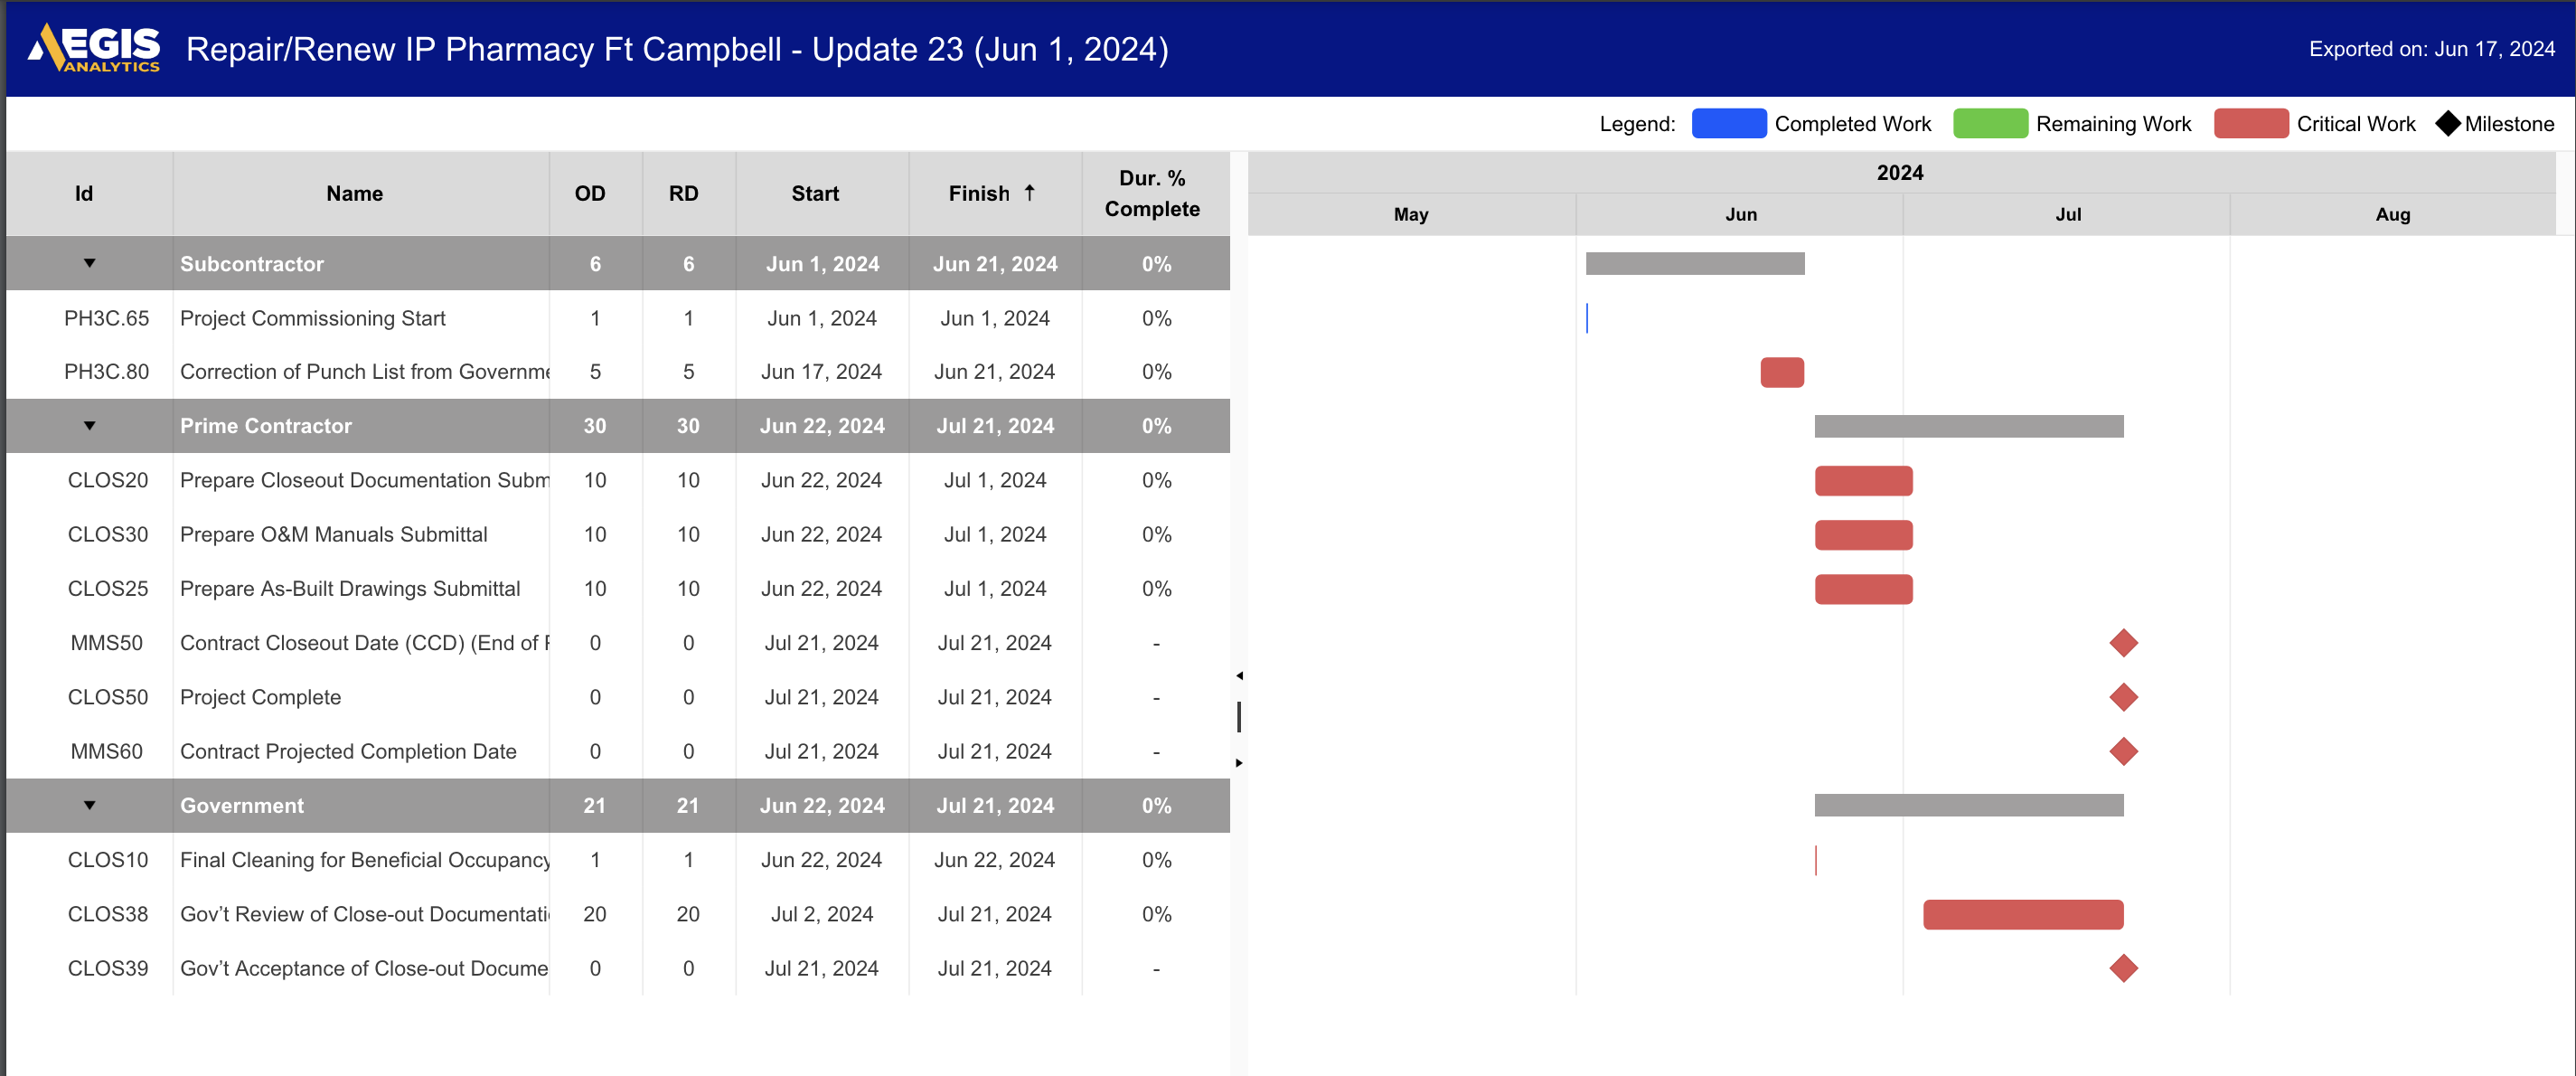 AEGIS
ANALYTICS
Repair/Renew IP Pharmacy Ft Campbell - Update 23 (Jun 1, 2024)
Exported on: Jun 17, 2024
Legend: Completed Work Remaining Work Critical Work Milestone
Id Name OD RD Start Finish ↑ Dur. % Complete
2024
May Jun Jul Aug
Subcontractor 6 6 Jun 1, 2024 Jun 21, 2024 0%
PH3C.65 Project Commissioning Start 1 1 Jun 1, 2024 Jun 1, 2024 0%
PH3C.80 Correction of Punch List from Governme 5 5 Jun 17, 2024 Jun 21, 2024 0%
Prime Contractor 30 30 Jun 22, 2024 Jul 21, 2024 0%
CLOS20 Prepare Closeout Documentation Subm 10 10 Jun 22, 2024 Jul 1, 2024 0%
CLOS30 Prepare O&M Manuals Submittal 10 10 Jun 22, 2024 Jul 1, 2024 0%
CLOS25 Prepare As-Built Drawings Submittal 10 10 Jun 22, 2024 Jul 1, 2024 0%
MMS50 Contract Closeout Date (CCD) (End of 0 0 Jul 21, 2024 Jul 21, 2024 -
CLOS50 Project Complete 0 0 Jul 21, 2024 Jul 21, 2024 -
MMS60 Contract Projected Completion Date 0 0 Jul 21, 2024 Jul 21, 2024 -
Government 21 21 Jun 22, 2024 Jul 21, 2024 0%
CLOS10 Final Cleaning for Beneficial Occupancy 1 1 Jun 22, 2024 Jun 22, 2024 0%
CLOS38 Gov’t Review of Close-out Documentati 20 20 Jul 2, 2024 Jul 21, 2024 0%
CLOS39 Gov’t Acceptance of Close-out Docume 0 0 Jul 21, 2024 Jul 21, 2024 -